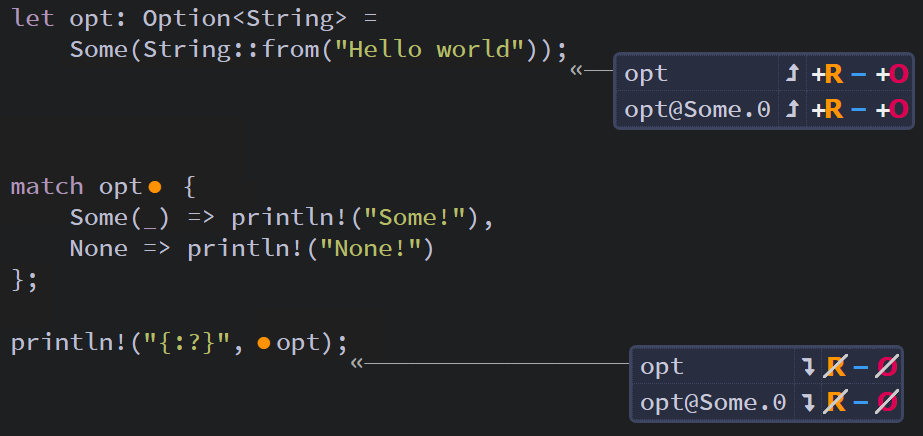 let opt: Option<String> =
    Some(String::from("Hello world"));
« opt ⮥ +R - +O
opt@Some.0 ⮥ +R - +O
match opt● {
    Some(_) => println!("Some!"),
    None => println!("None!")
};
println!("{:?}", ●opt);
« opt ↴ R - O
opt@Some.0 ↴ R - O